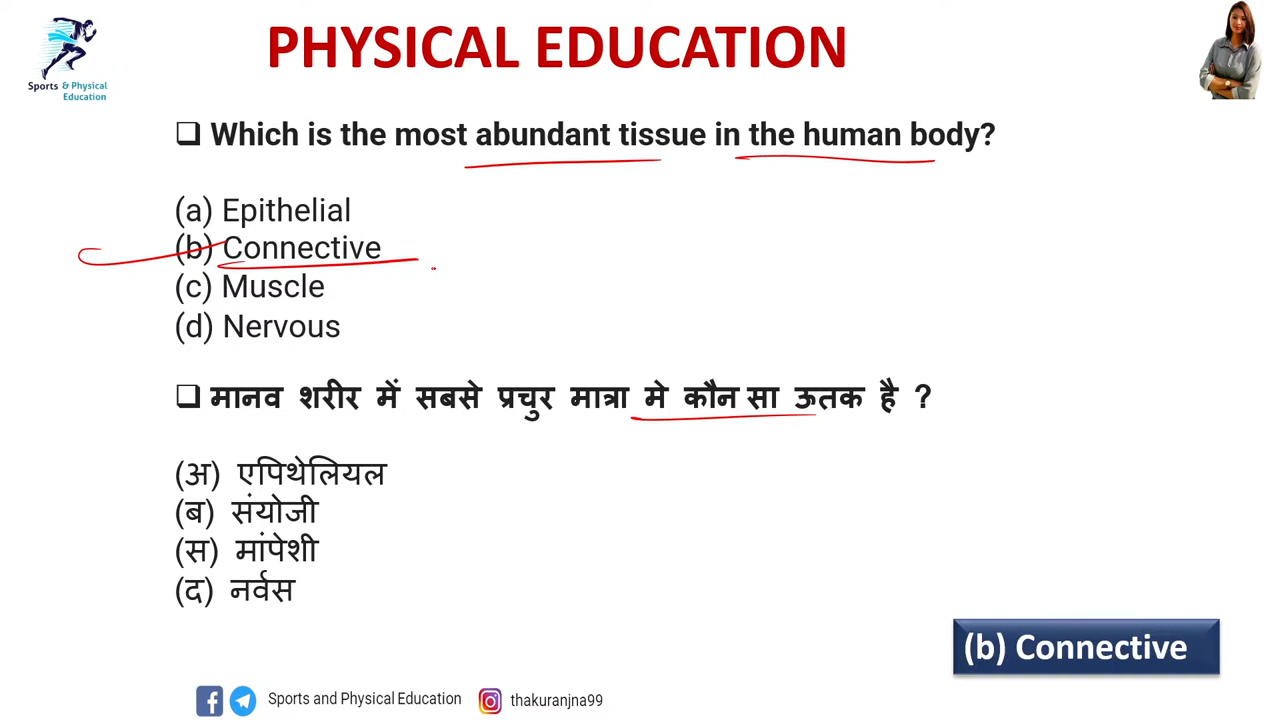 PHYSICAL EDUCATION
Sports & Physical
Education
❑ Which is the most abundant tissue in the human body?
(a) Epithelial
(b) Connective
(c) Muscle
(d) Nervous
❑ मानव शरीर में सबसे प्रचुर मात्रा मे कौन सा ऊतक है ?
(अ) एपिथेलियल
(ब) संयोजी
(स) मांपेशी
(द) नर्वस
(b) Connective
Sports and Physical Education
thakuranjna99